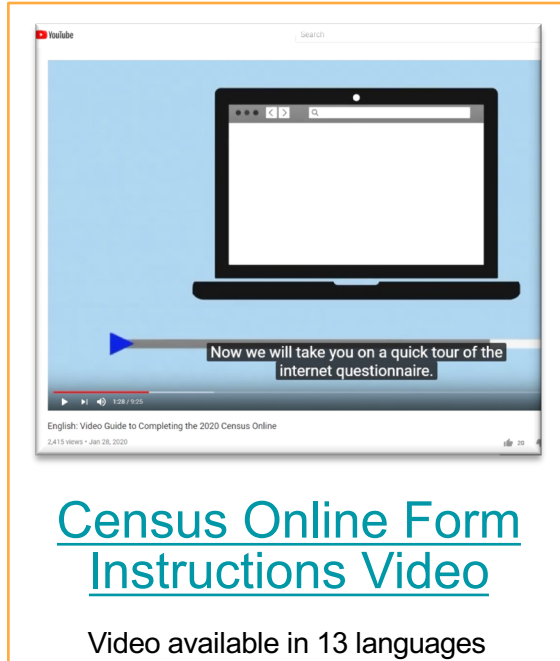 YouTube
Search
Now we will take you on a quick tour of the
internet questionnaire.
1:28 / 9:25
English: Video Guide to Completing the 2020 Census Online
2,415 views • Jan 28, 2020
20
Census Online Form
Instructions Video
Video available in 13 languages